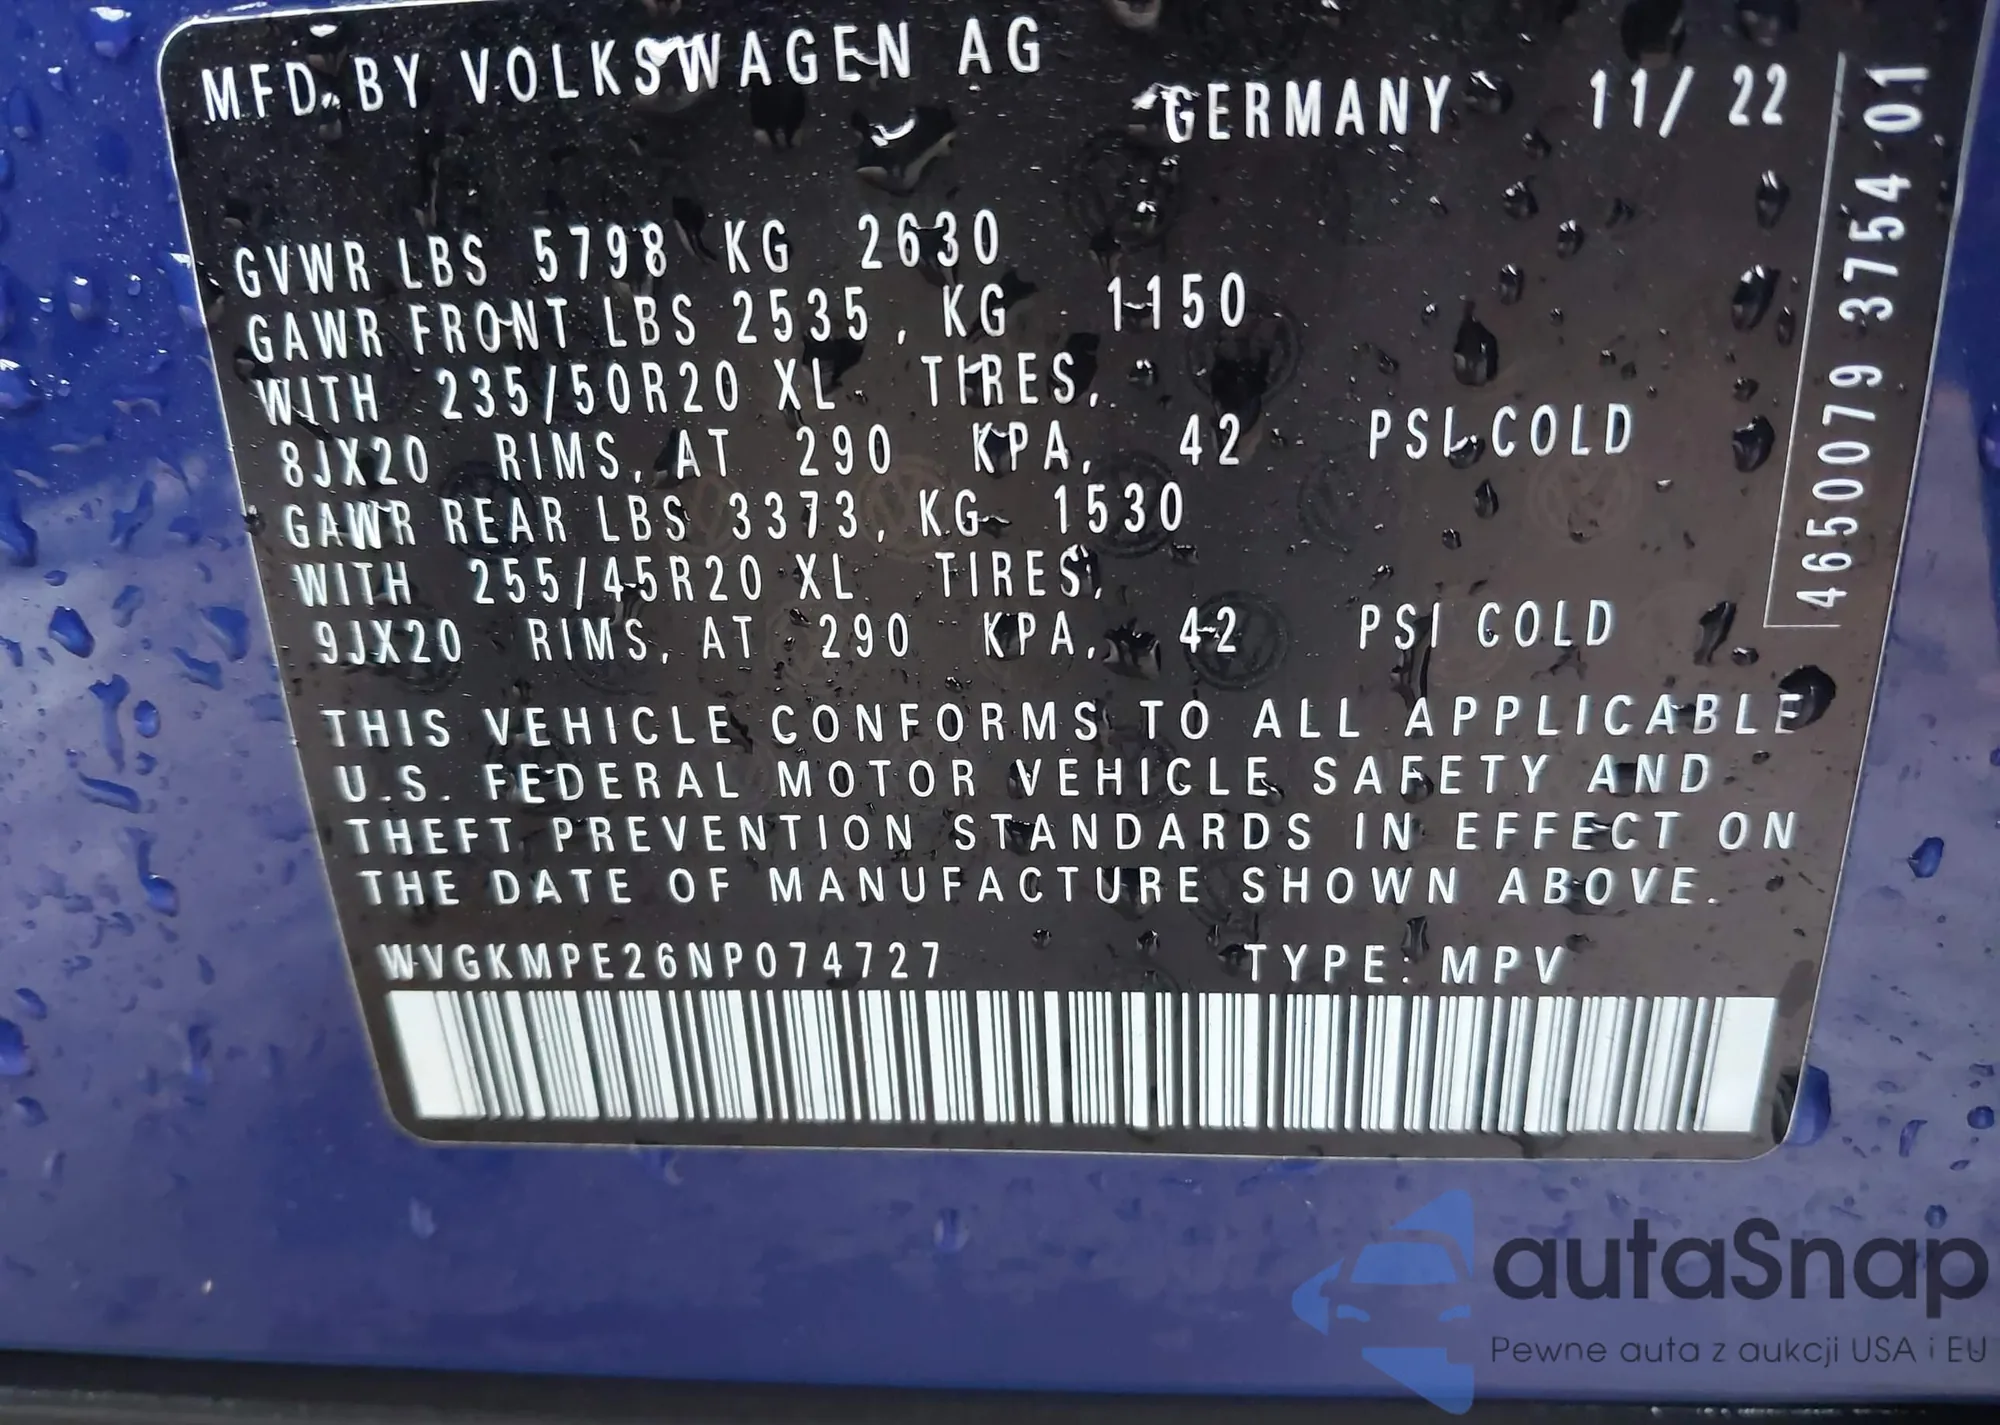 MFD. BY VOLKSWAGEN AG
GERMANY 11/ 22
GVWR LBS 5798 KG 2630
GAWR FRONT LBS 2535, KG 1150
WITH 235/50R20 XL TIRES,
8JX20 RIMS, AT 290 KPA, 42 PSI COLD
GAWR REAR LBS 3373, KG 1530
WITH 255/45R20 XL TIRES,
9JX20 RIMS, AT 290 KPA, 42 PSI COLD
THIS VEHICLE CONFORMS TO ALL APPLICABLE
U.S. FEDERAL MOTOR VEHICLE SAFETY AND
THEFT PREVENTION STANDARDS IN EFFECT ON
THE DATE OF MANUFACTURE SHOWN ABOVE.
WVGKMPE26NP074727 TYPE: MPV
4650079 3754 01
autaSnap
Pewne auta z aukcji USA i EU